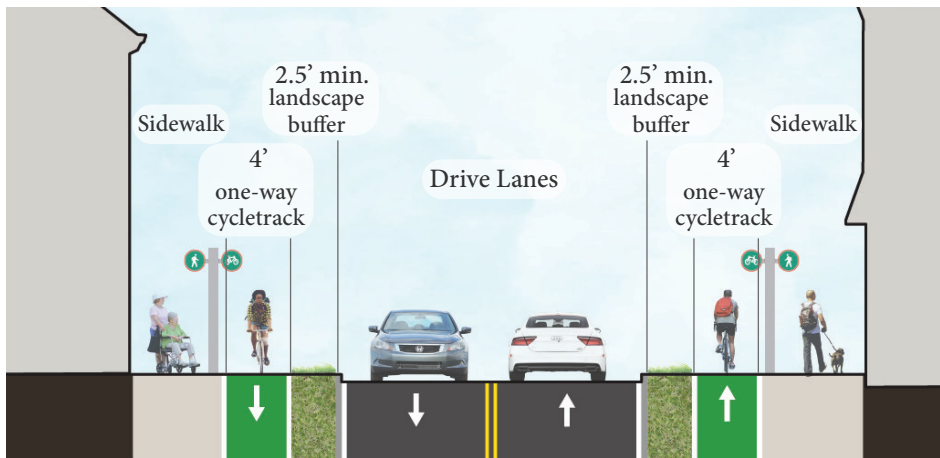 Sidewalk
4’
one-way
cycletrack
2.5’ min.
landscape
buffer
Drive Lanes
2.5’ min.
landscape
buffer
4’
one-way
cycletrack
Sidewalk